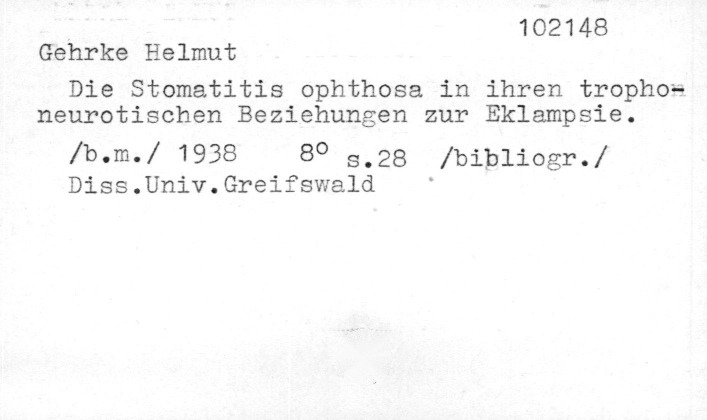 102148
Gehrke Helmut
Die Stomatitis ophthosa in ihren tropho-
neurotischen Beziehungen zur Eklampsie.
/b.m./ 1938 8° s.28 /bibliogr./
Diss.Univ.Greifswald